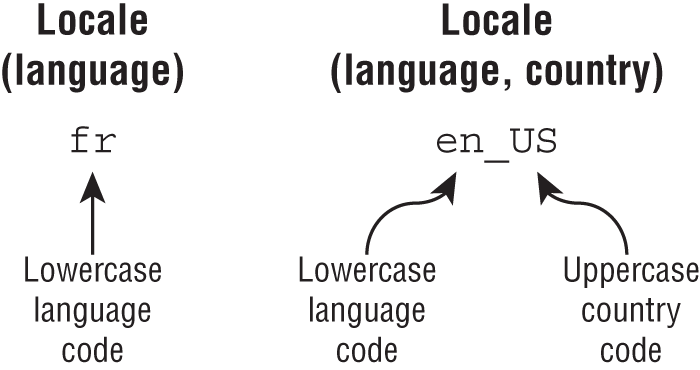 Locale
(language)
fr
Lowercase
language
code
Locale
(language, country)
en_US
Lowercase
language
code
Uppercase
country
code